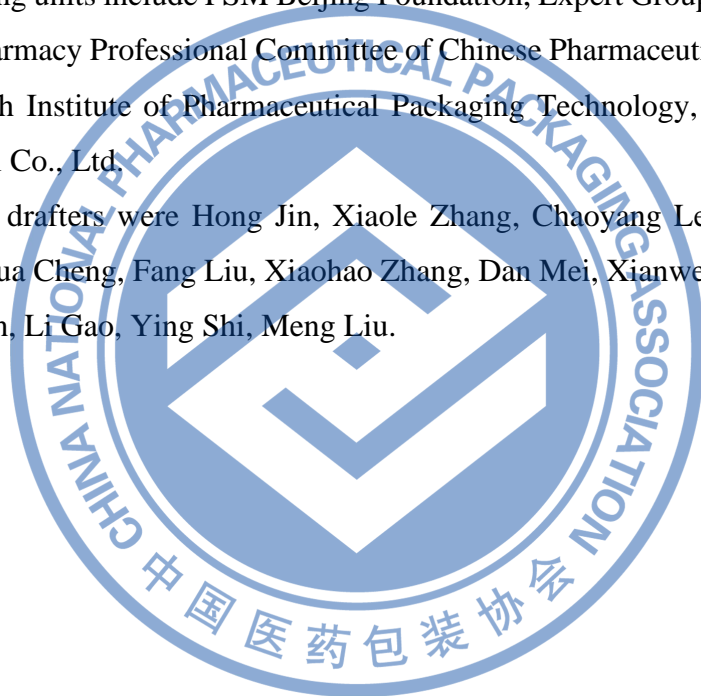 ng units include PSM Beijing Foundation, Expert Group
armacy Professional Committee of Chinese Pharmaceuti
h Institute of Pharmaceutical Packaging Technology,
Co., Ltd.
drafters were Hong Jin, Xiaole Zhang, Chaoyang Le
ua Cheng, Fang Liu, Xiaohao Zhang, Dan Mei, Xianwe
Li Gao, Ying Shi, Meng Liu.
CHINA NATIONAL PHARMACEUTICAL PACKAGING ASSOCIATION
中国医药包装协会